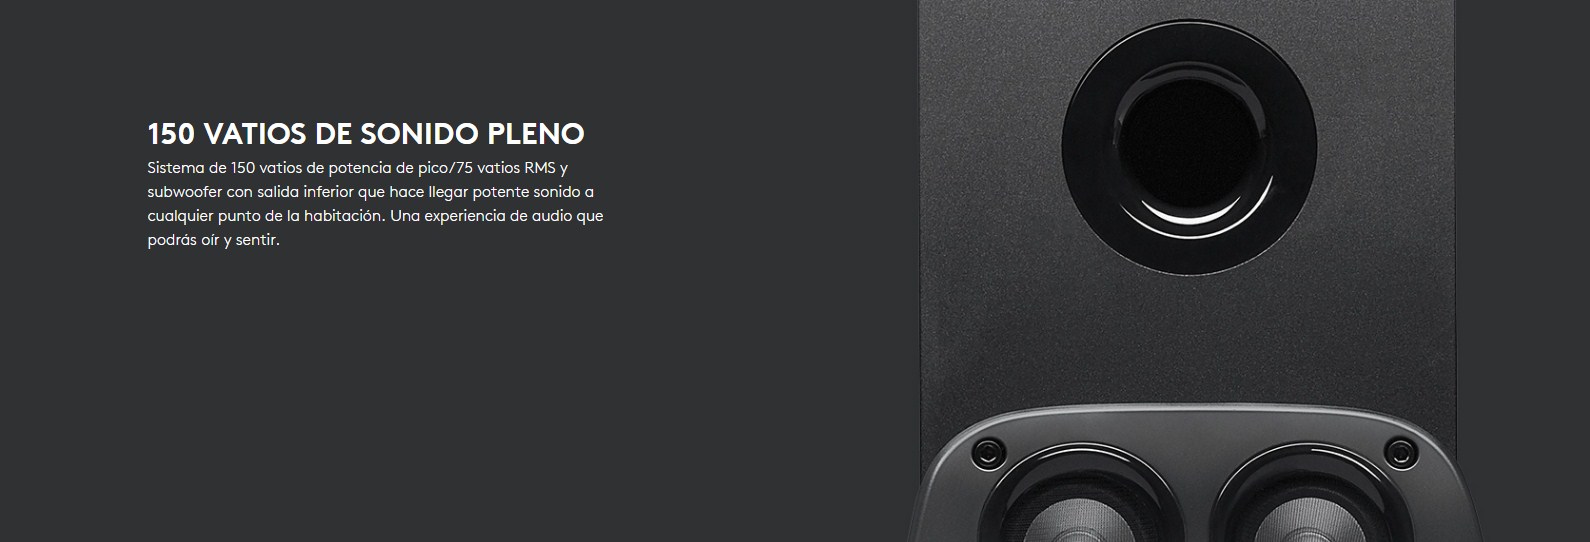 150 VATIOS DE SONIDO PLENO
Sistema de 150 vatios de potencia de pico/75 vatios RMS y
subwoofer con salida inferior que hace llegar potente sonido a
cualquier punto de la habitación. Una experiencia de audio que
podrás oír y sentir.